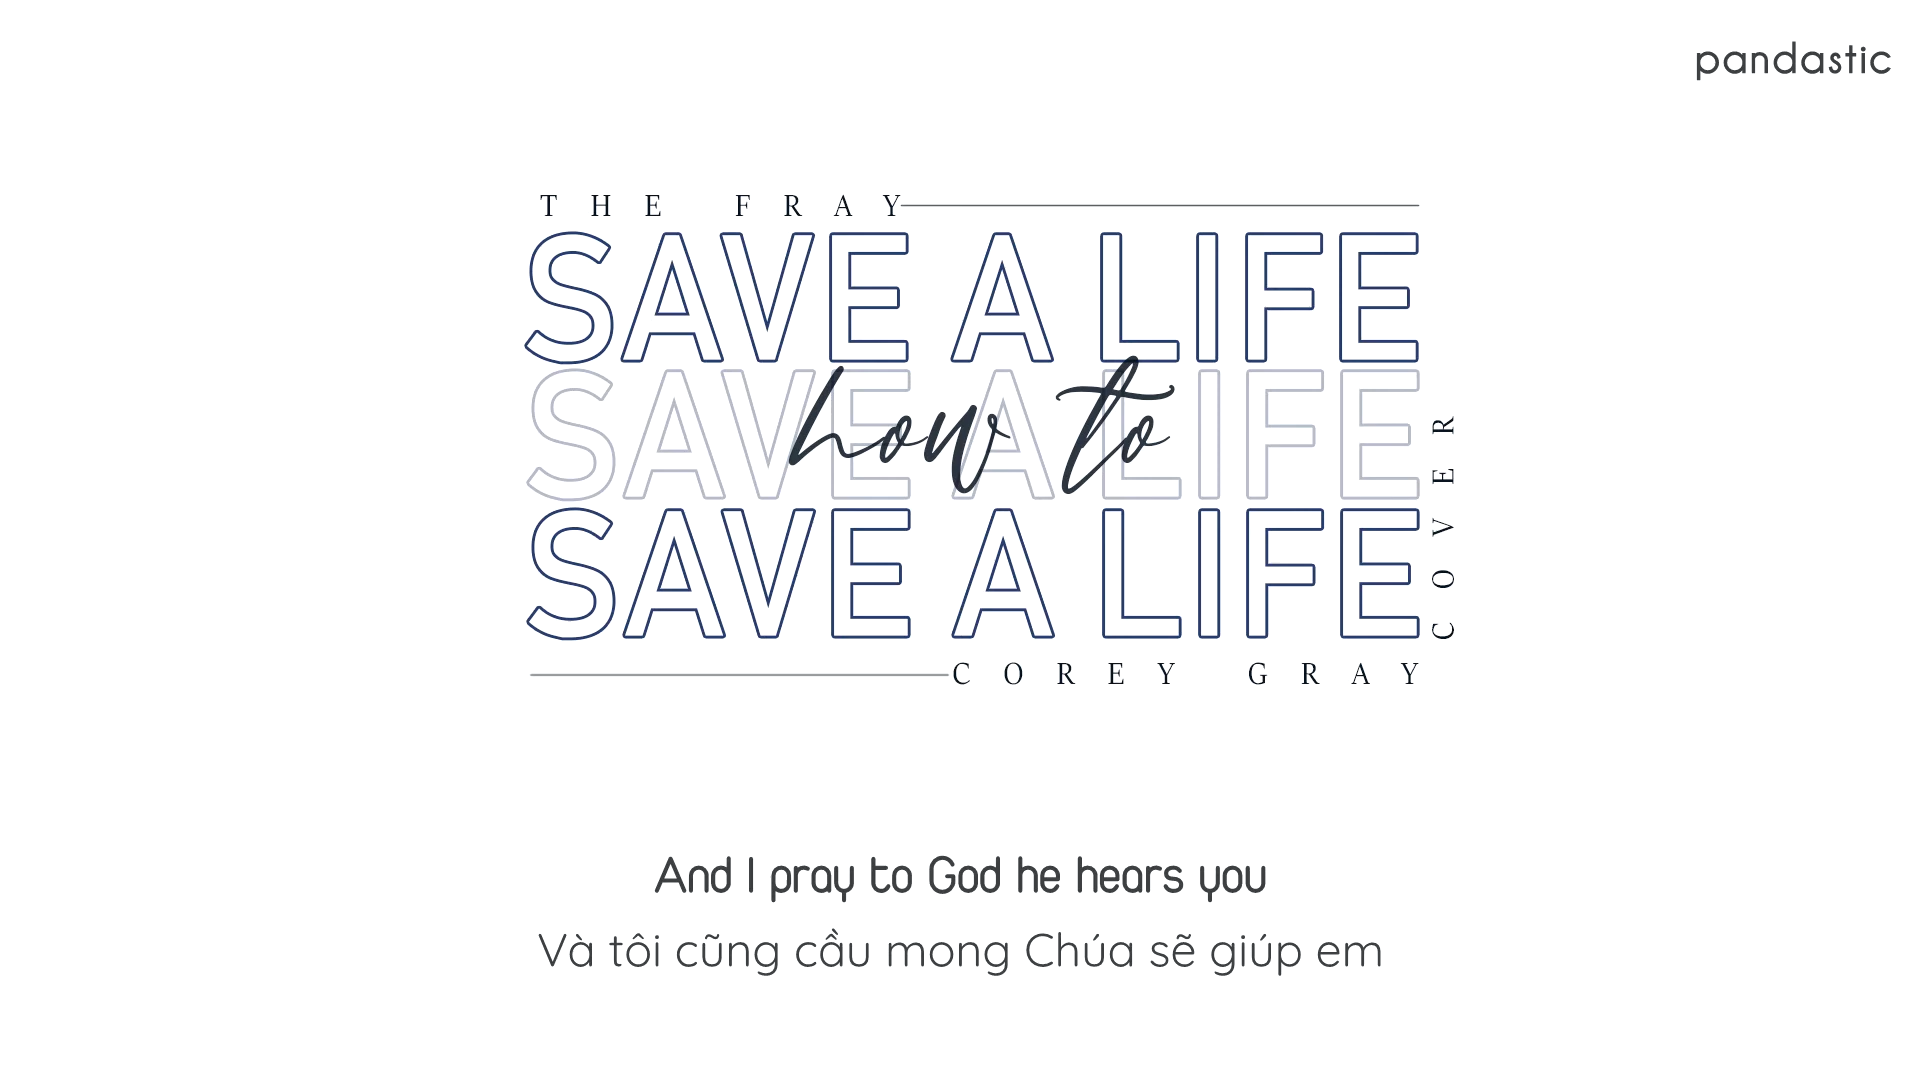 pandastic
THE FRAY
SAVE A LIFE
SAVE A LIFE
how to
SAVE A LIFE
COVER
COREY GRAY
And I pray to God he hears you
Và tôi cũng cầu mong Chúa sẽ giúp em